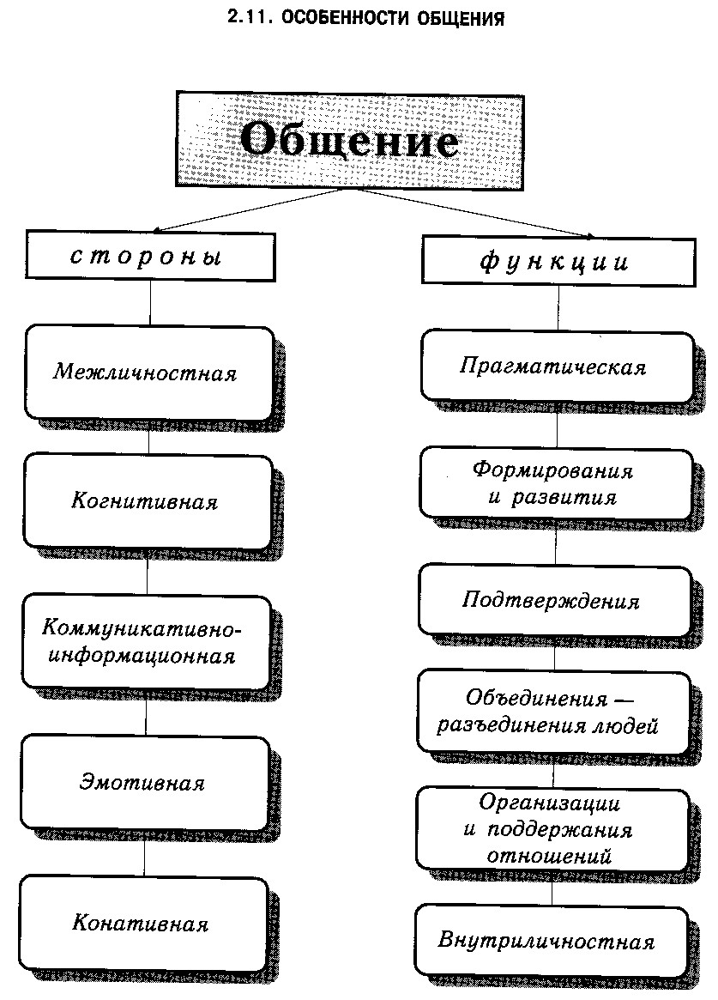 2.11. ОСОБЕННОСТИ ОБЩЕНИЯ
Общение
стороны
Межличностная
Когнитивная
Коммуникативно-
информационная
Эмотивная
Конативная
функции
Прагматическая
Формирования
и развития
Подтверждения
Объединения —
разъединения людей
Организации
и поддержания
отношений
Внутриличностная